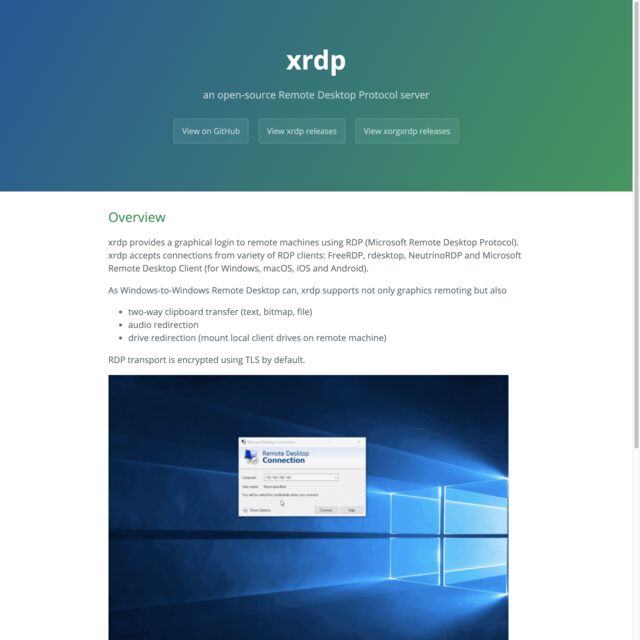 xrdp
an open-source Remote Desktop Protocol server
View on GitHub
View xrdp releases
View xorgxrdp releases
Overview
xrdp provides a graphical login to remote machines using RDP (Microsoft Remote Desktop Protocol).
xrdp accepts connections from variety of RDP clients: FreeRDP, rdesktop, NeutrinoRDP and Microsoft
Remote Desktop Client (for Windows, macOS, iOS and Android).
As Windows-to-Windows Remote Desktop can, xrdp supports not only graphics remoting but also
two-way clipboard transfer (text, bitmap, file)
audio redirection
drive redirection (mount local client drives on remote machine)
RDP transport is encrypted using TLS by default.
Remote Desktop Connection
Remote Desktop
Connection
Computer:
User name: None specified
You will be asked for credentials when you connect.
Show Options
Connect
Help